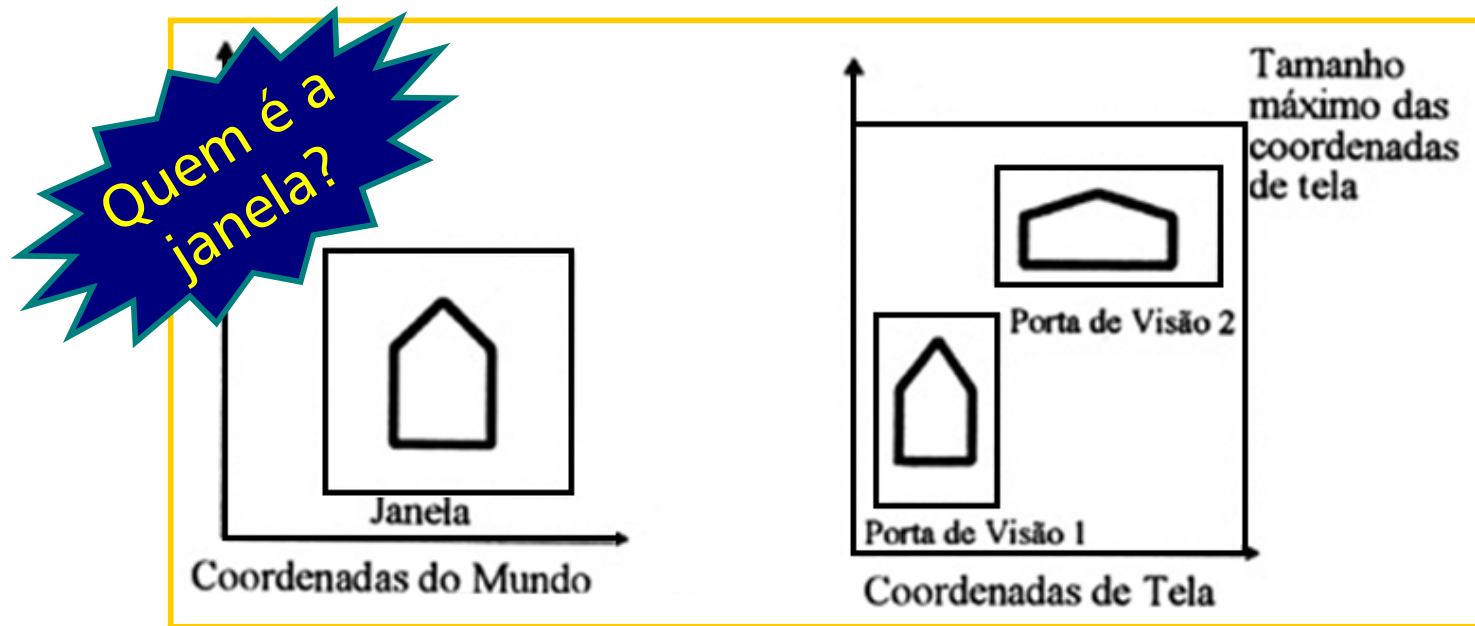 Quem é a
janela?
Janela
Coordenadas do Mundo
Tamanho
máximo das
coordenadas
de tela
Porta de Visão 2
Porta de Visão 1
Coordenadas de Tela